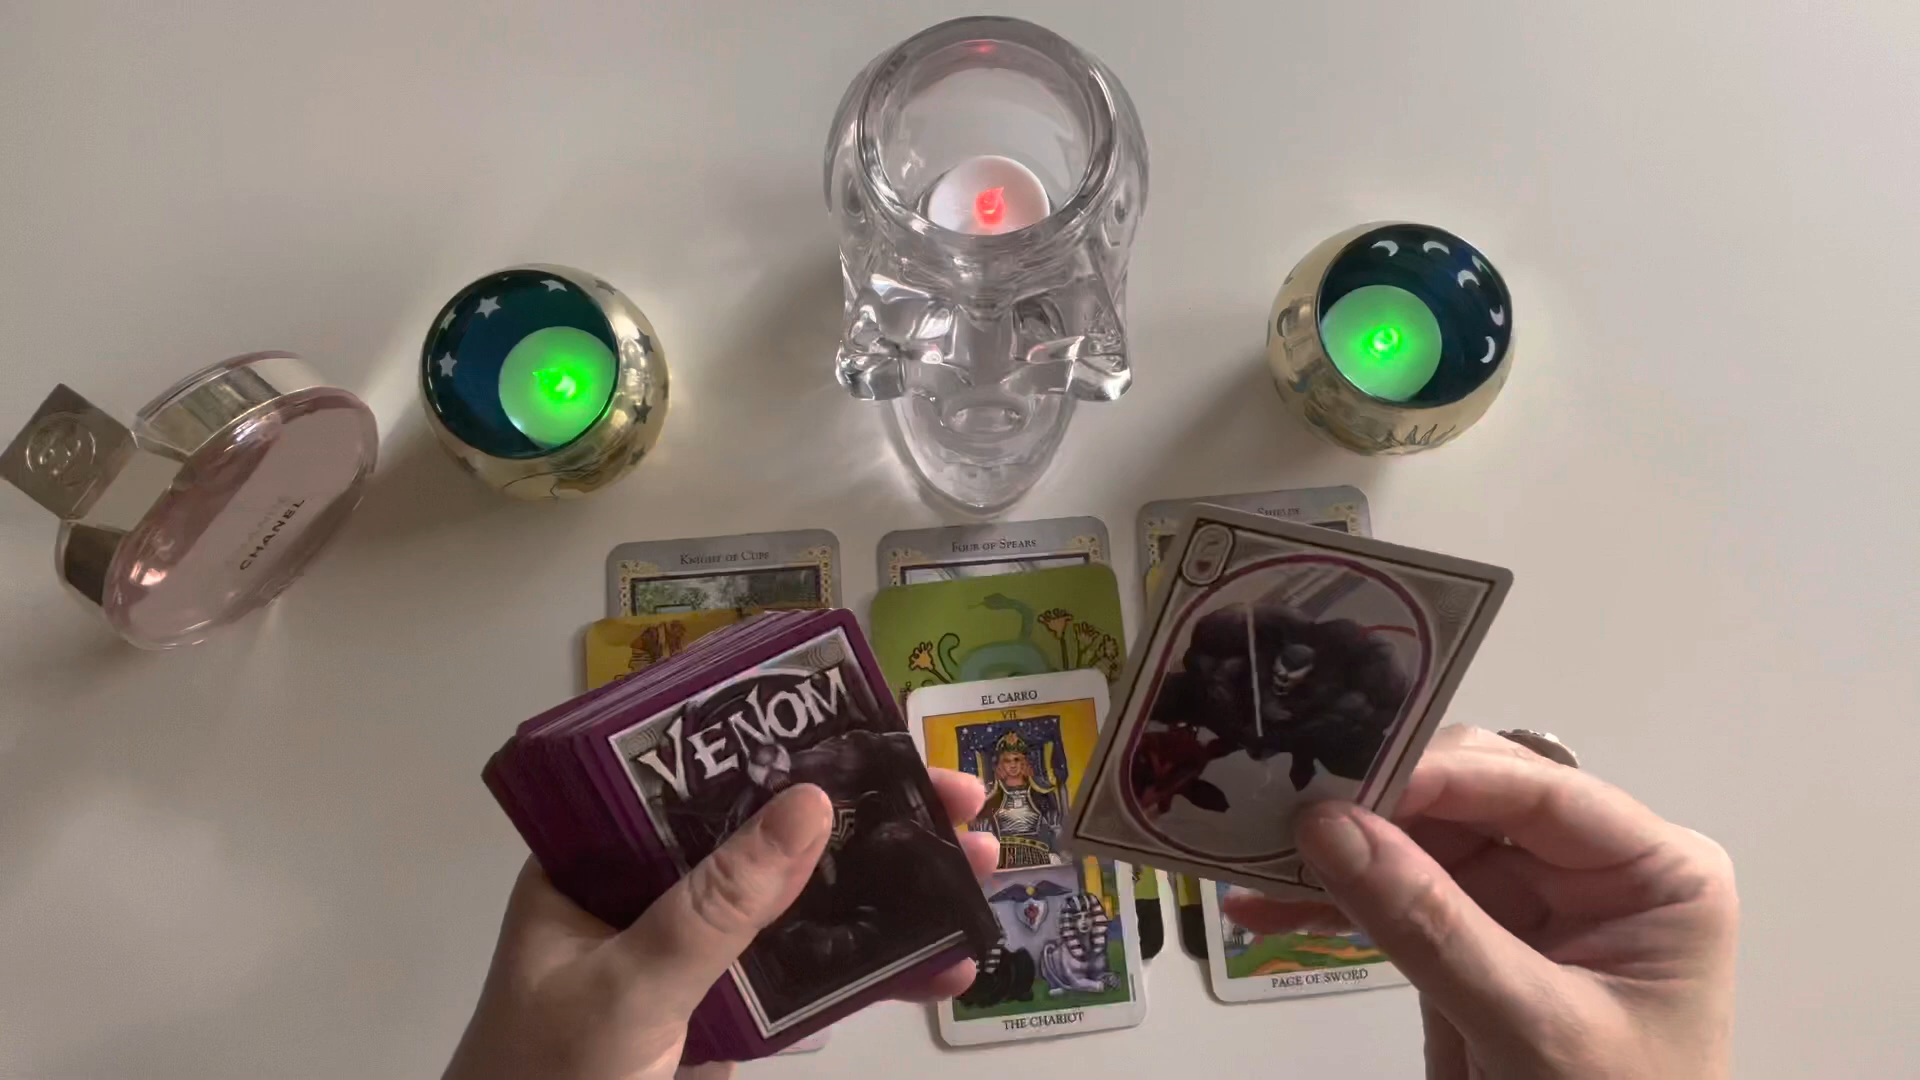 CHANEL
KNIGHT OF CUPS
FOUR OF SPEARS
VENOM
EL CARRO
VII
THE CHARIOT
PAGE OF SWORD